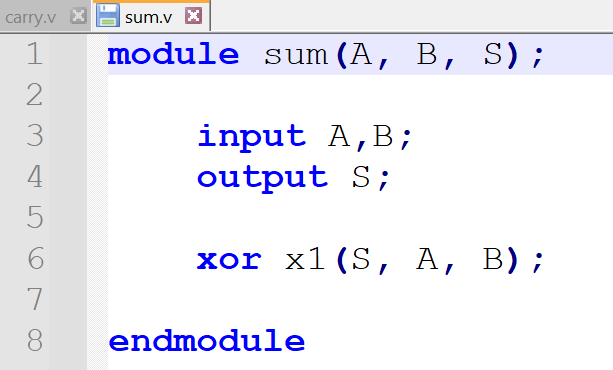 carry.v sum.v
1 module sum(A, B, S);
2
3 input A,B;
4 output S;
5
6 xor x1(S, A, B);
7
8 endmodule